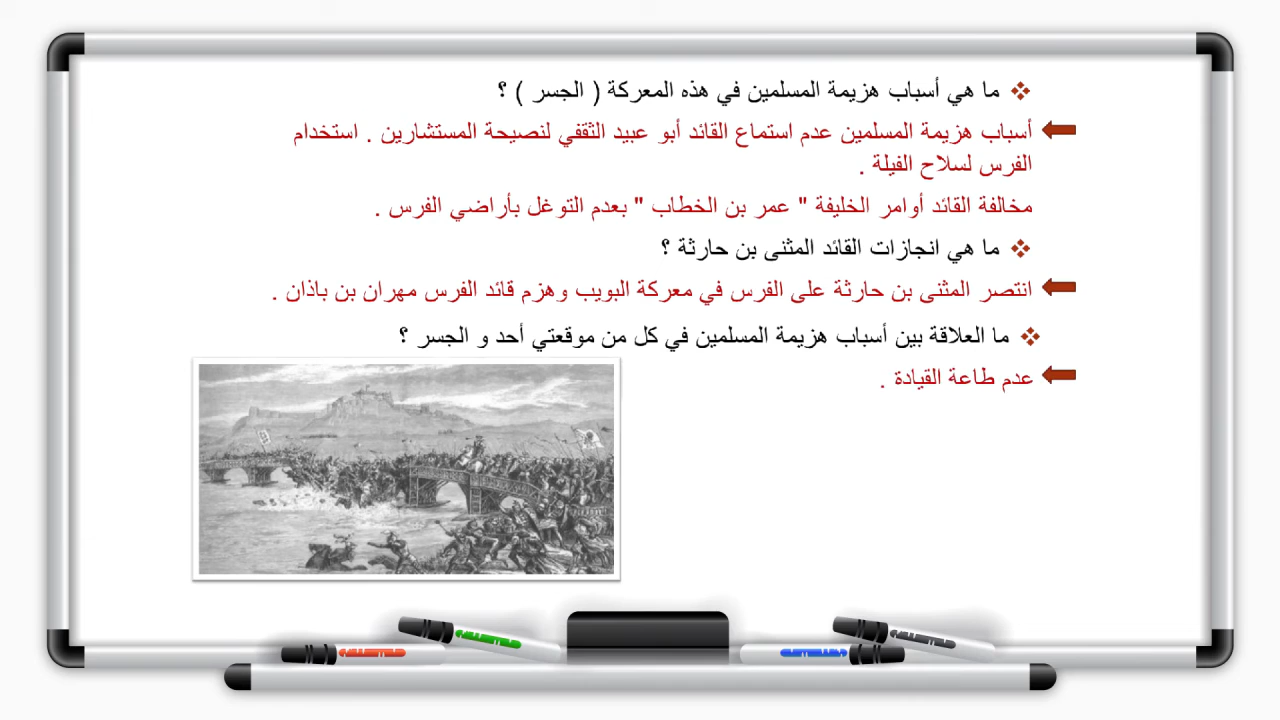 ما هي أسباب هزيمة المسلمين في هذه المعركة ( الجسر ) ؟
أسباب هزيمة المسلمين عدم استماع القائد أبو عبيد الثقفي لنصيحة المستشارين . استخدام
الفرس لسلاح الفيلة .
مخالفة القائد أوامر الخليفة " عمر بن الخطاب " بعدم التوغل بأراضي الفرس .
ما هي انجازات القائد المثنى بن حارثة ؟
انتصر المثنى بن حارثة على الفرس في معركة البويب وهزم قائد الفرس مهران بن باذان .
ما العلاقة بين أسباب هزيمة المسلمين في كل من موقعتي أحد و الجسر ؟
عدم طاعة القيادة .